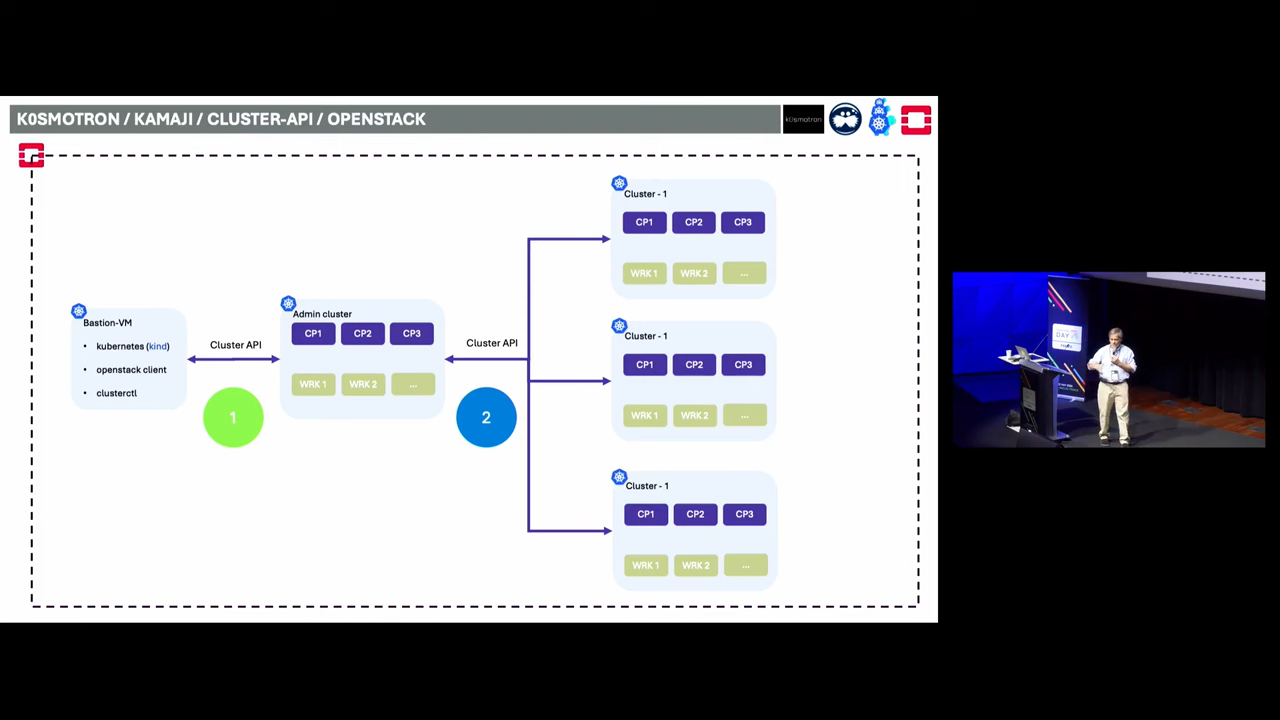 K0SMOTRON / KAMAJI / CLUSTER-API / OPENSTACK
k0smotron
Bastion-VM
• kubernetes (kind)
• openstack client
• clusterctl
Cluster API
1
Admin cluster
CP1 CP2 CP3
WRK 1 WRK 2 ...
Cluster API
2
Cluster - 1
CP1 CP2 CP3
WRK 1 WRK 2 ...
Cluster - 1
CP1 CP2 CP3
WRK 1 WRK 2 ...
Cluster - 1
CP1 CP2 CP3
WRK 1 WRK 2 ...
DAY